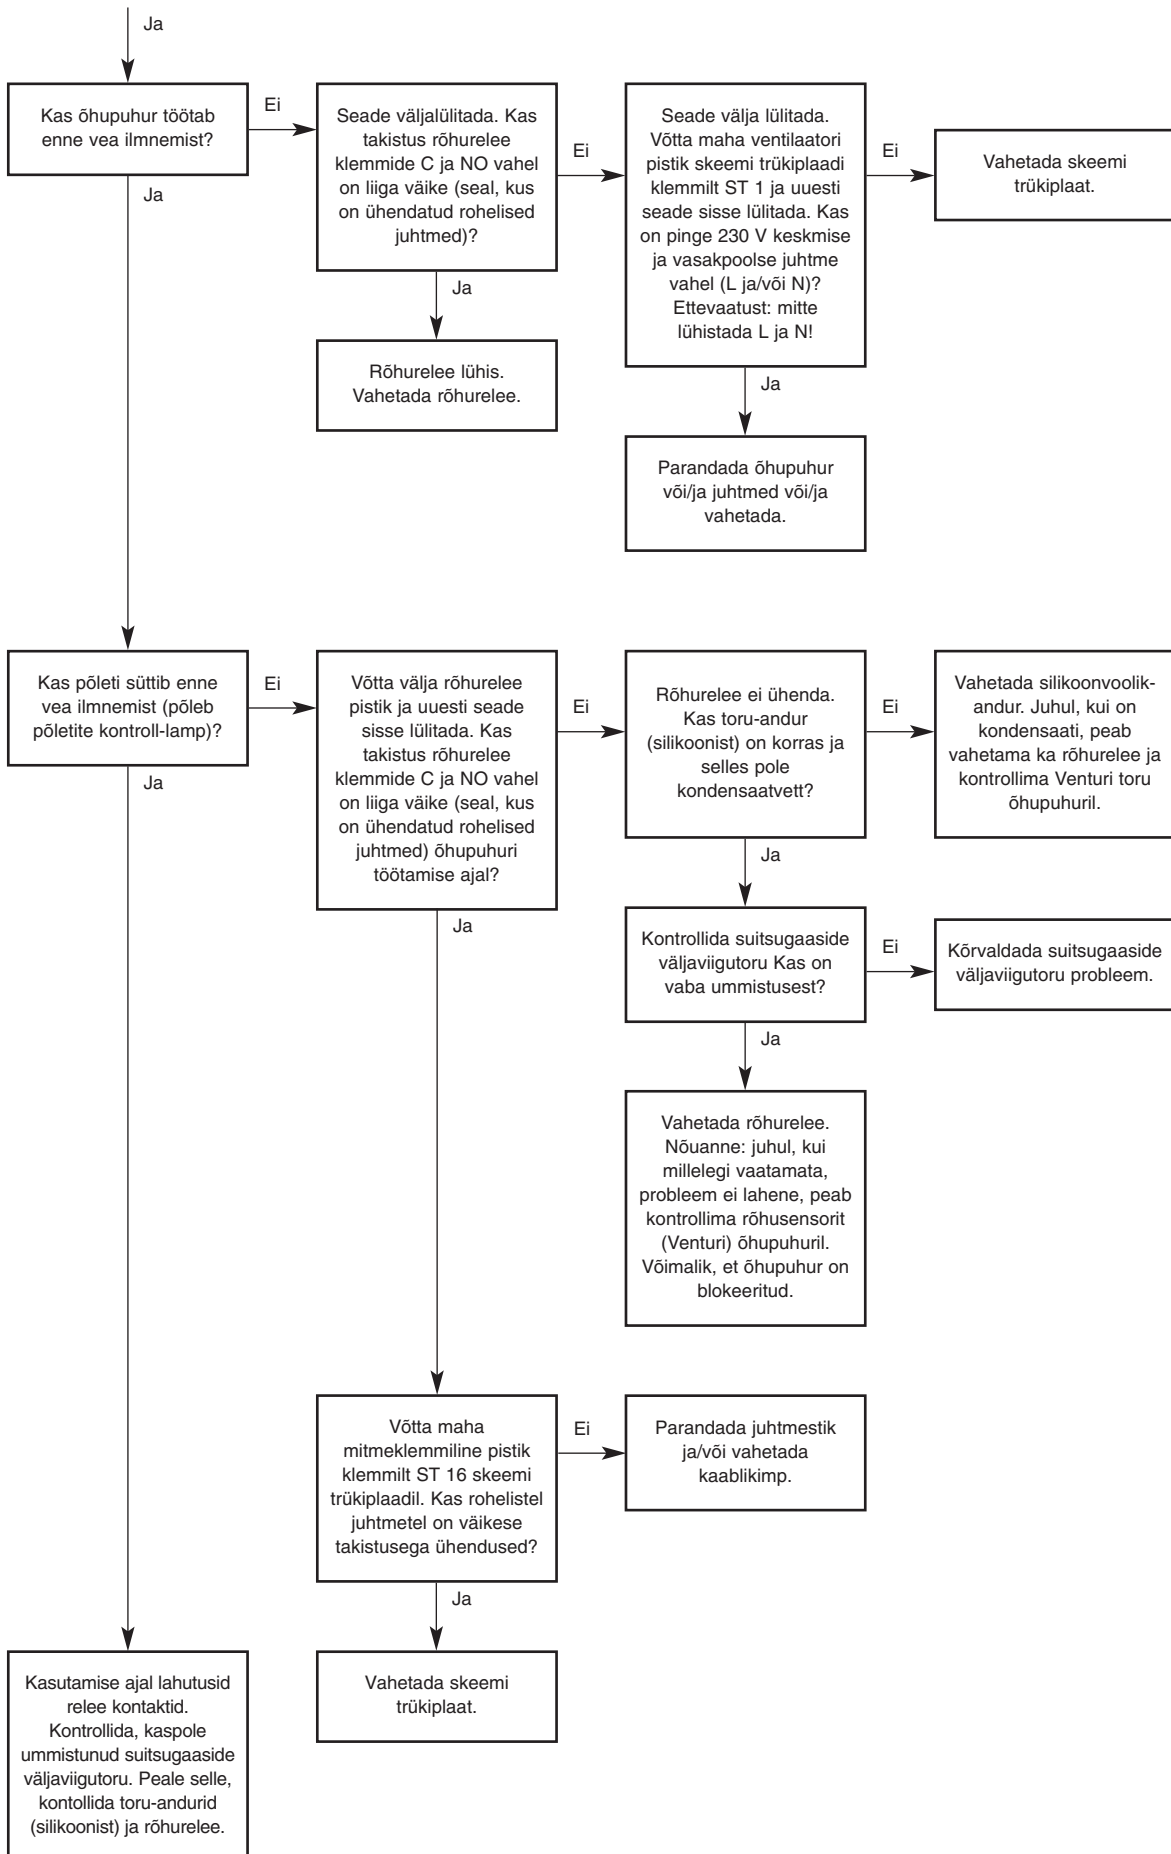 Ja
Kas õhupuhur töötab
enne vea ilmnemist?
Ei
Seade väljalülitada. Kas
takistus rõhurelee
klemmide C ja NO vahel
on liiga väike (seal, kus
on ühendatud rohelised
juhtmed)?
Ei
Seade välja lülitada.
Võtta maha ventilaatori
pistik skeemi trükiplaadi
klemmilt ST 1 ja uuesti
seade sisse lülitada. Kas
on pinge 230 V keskmise
ja vasakpoolse juhtme
vahel (L ja/või N)?
Ettevaatust: mitte
lühistada L ja N!
Ei
Vahetada skeemi
trükiplaat.
Ja
Ja
Rõhurelee lühis.
Vahetada rõhurelee.
Ja
Parandada õhupuhur
või/ja juhtmed või/ja
vahetada.
Kas põleti süttib enne
vea ilmnemist (põleb
põletite kontroll-lamp)?
Ei
Võtta välja rõhurelee
pistik ja uuesti seade
sisse lülitada. Kas
takistus rõhurelee
klemmide C ja NO vahel
on liiga väike (seal, kus
on ühendatud rohelised
juhtmed) õhupuhuri
töötamise ajal?
Ei
Rõhurelee ei ühenda.
Kas toru-andur
(silikoonist) on korras ja
selles pole
kondensaatvett?
Ei
Vahetada silikoonvoolik-
andur. Juhul, kui on
kondensaati, peab
vahetama ka rõhurelee ja
kontrollima Venturi toru
õhupuhuril.
Ja
Ja
Ja
Kontrollida suitsugaaside
väljaviigutoru Kas on
vaba ummistusest?
Ei
Kõrvaldada suitsugaaside
väljaviigutoru probleem.
Ja
Vahetada rõhurelee.
Nõuanne: juhul, kui
millelegi vaatamata,
probleem ei lahene, peab
kontrollima rõhusensorit
(Venturi) õhupuhuril.
Võimalik, et õhupuhur on
blokeeritud.
Võtta maha
mitmeklemmiline pistik
klemmilt ST 16 skeemi
trükiplaadil. Kas rohelistel
juhtmetel on väikese
takistusega ühendused?
Ei
Parandada juhtmestik
ja/või vahetada
kaablikimp.
Ja
Vahetada skeemi
trükiplaat.
Kasutamise ajal lahutusid
relee kontaktid.
Kontrollida, kaspole
ummistunud suitsugaaside
väljaviigutoru. Peale selle,
kontollida toru-andurid
(silikoonist) ja rõhurelee.